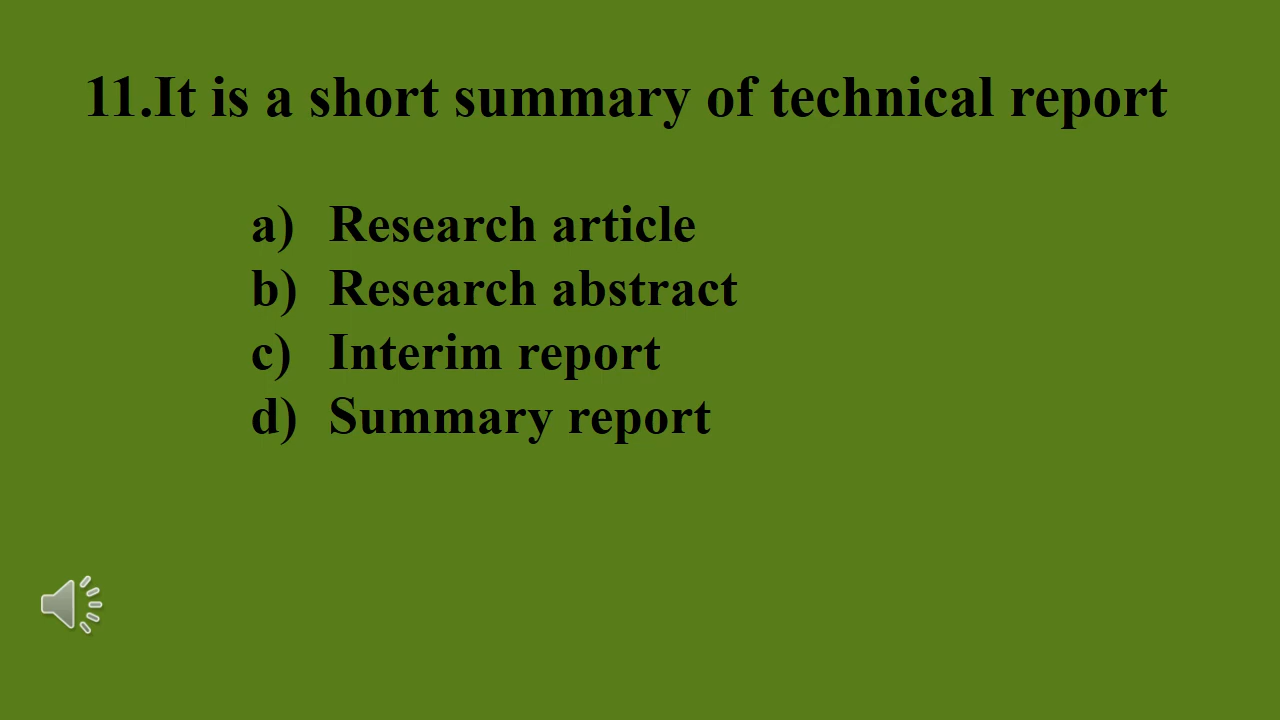 11.It is a short summary of technical report
a) Research article
b) Research abstract
c) Interim report
d) Summary report